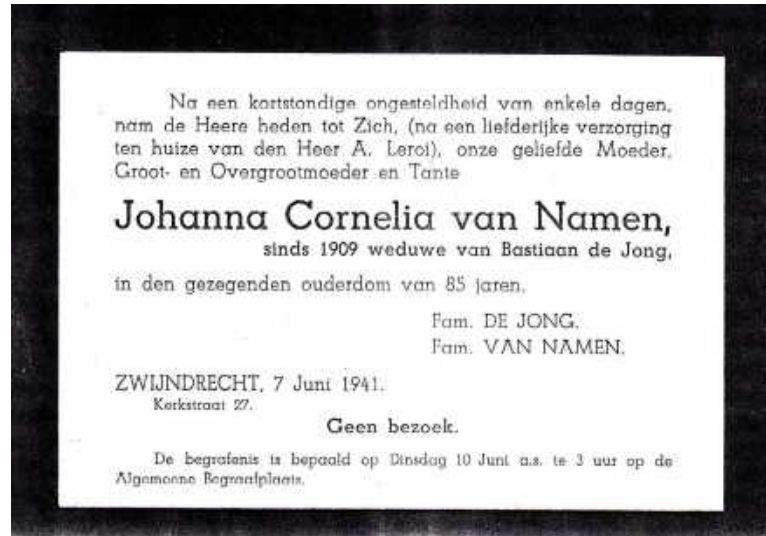 Na een kortstondige ongesteldheid van enkele dagen,
nam de Heere heden tot Zich, (na een liefderijke verzorging
ten huize van den Heer A. Leroi), onze geliefde Moeder,
Groot- en Overgrootmoeder en Tante
Johanna Cornelia van Namen,
sinds 1909 weduwe van Bastiaan de Jong,
in den gezegenden ouderdom van 85 jaren.
Fam. DE JONG.
Fam. VAN NAMEN.
ZWIJNDRECHT, 7 Juni 1941.
Kerkstraat 27.
Geen bezoek.
De begrafenis is bepaald op Dinsdag 10 Juni a.s. te 3 uur op de
Algemeene Begraafplaats.